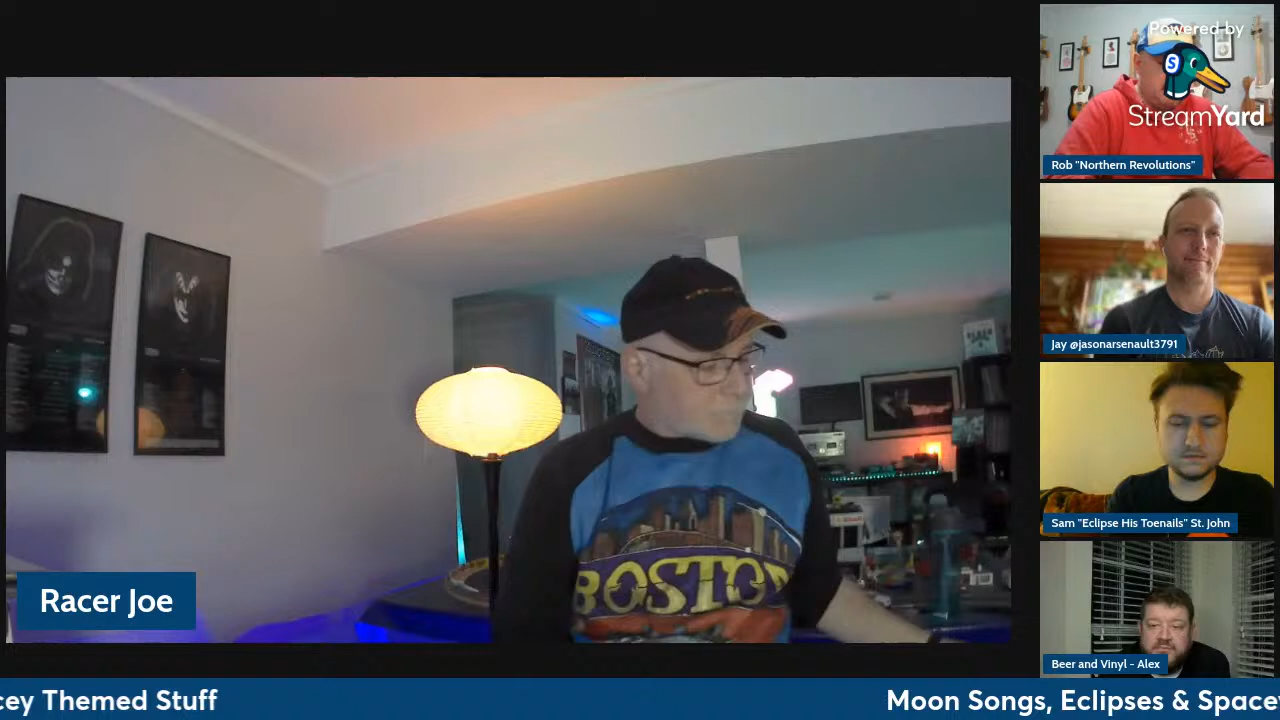 Powered by
StreamYard
S
Rob "Northern Revolutions"
Jay @jasonarsenault3791
Sam "Eclipse His Toenails" St. John
Beer and Vinyl - Alex
BOSTON
Racer Joe
cey Themed Stuff
Moon Songs, Eclipses & Space